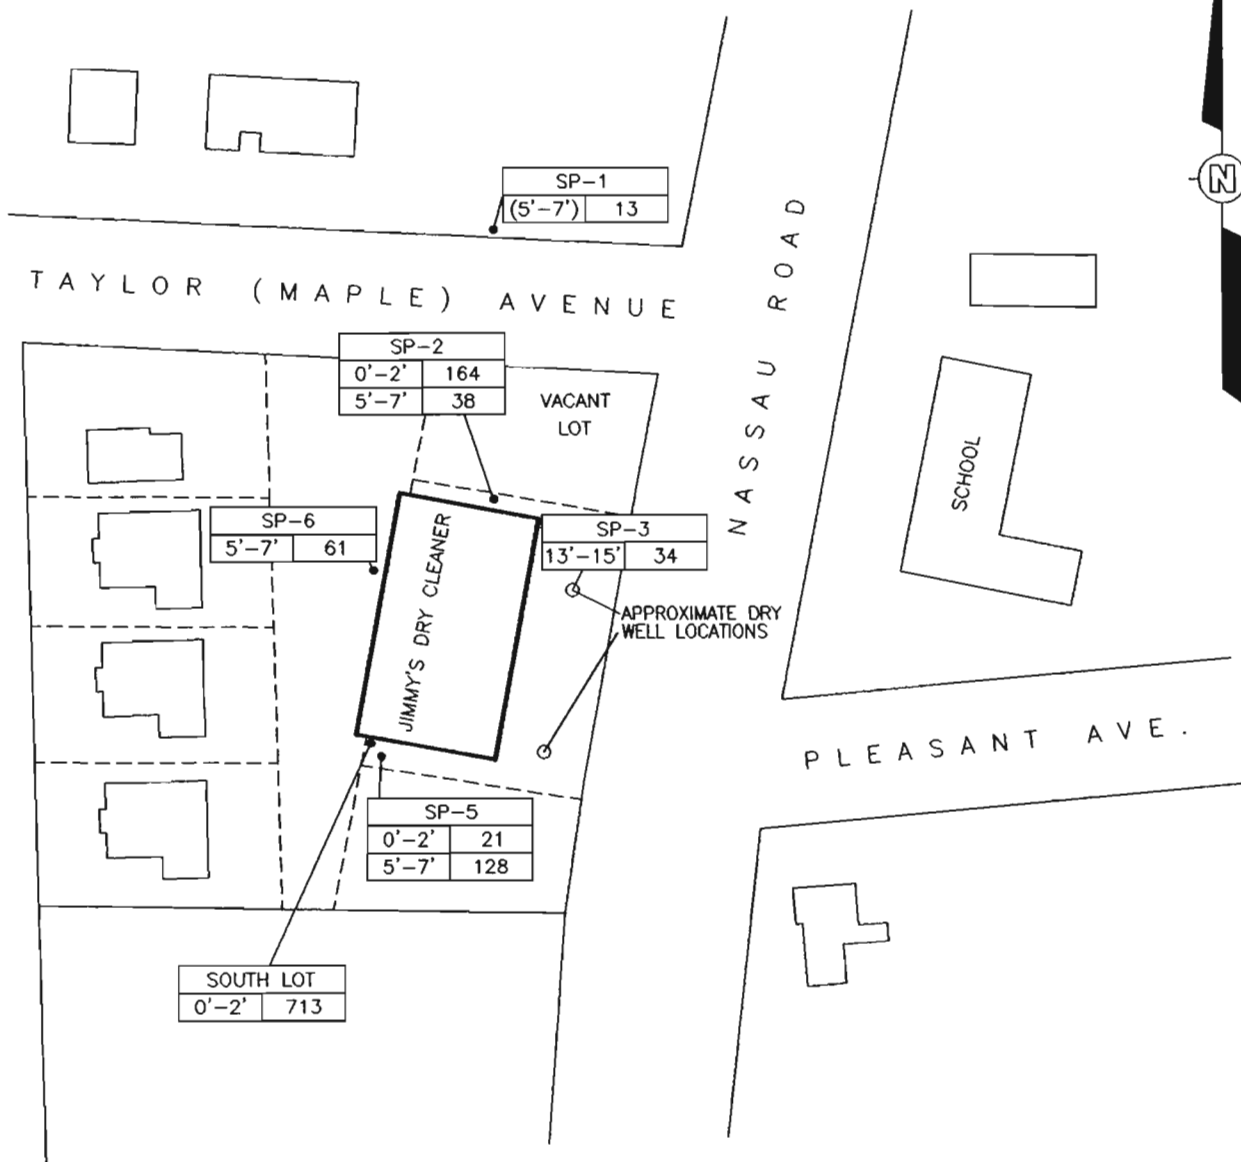 N
SP-1
(5'-7') 13
TAYLOR (MAPLE) AVENUE
NASSAU ROAD
SP-2
0'-2' 164
5'-7' 38
VACANT
LOT
SCHOOL
SP-6
5'-7' 61
JIMMY'S DRY CLEANER
SP-3
13'-15' 34
APPROXIMATE DRY
WELL LOCATIONS
PLEASANT AVE.
SP-5
0'-2' 21
5'-7' 128
SOUTH LOT
0'-2' 713